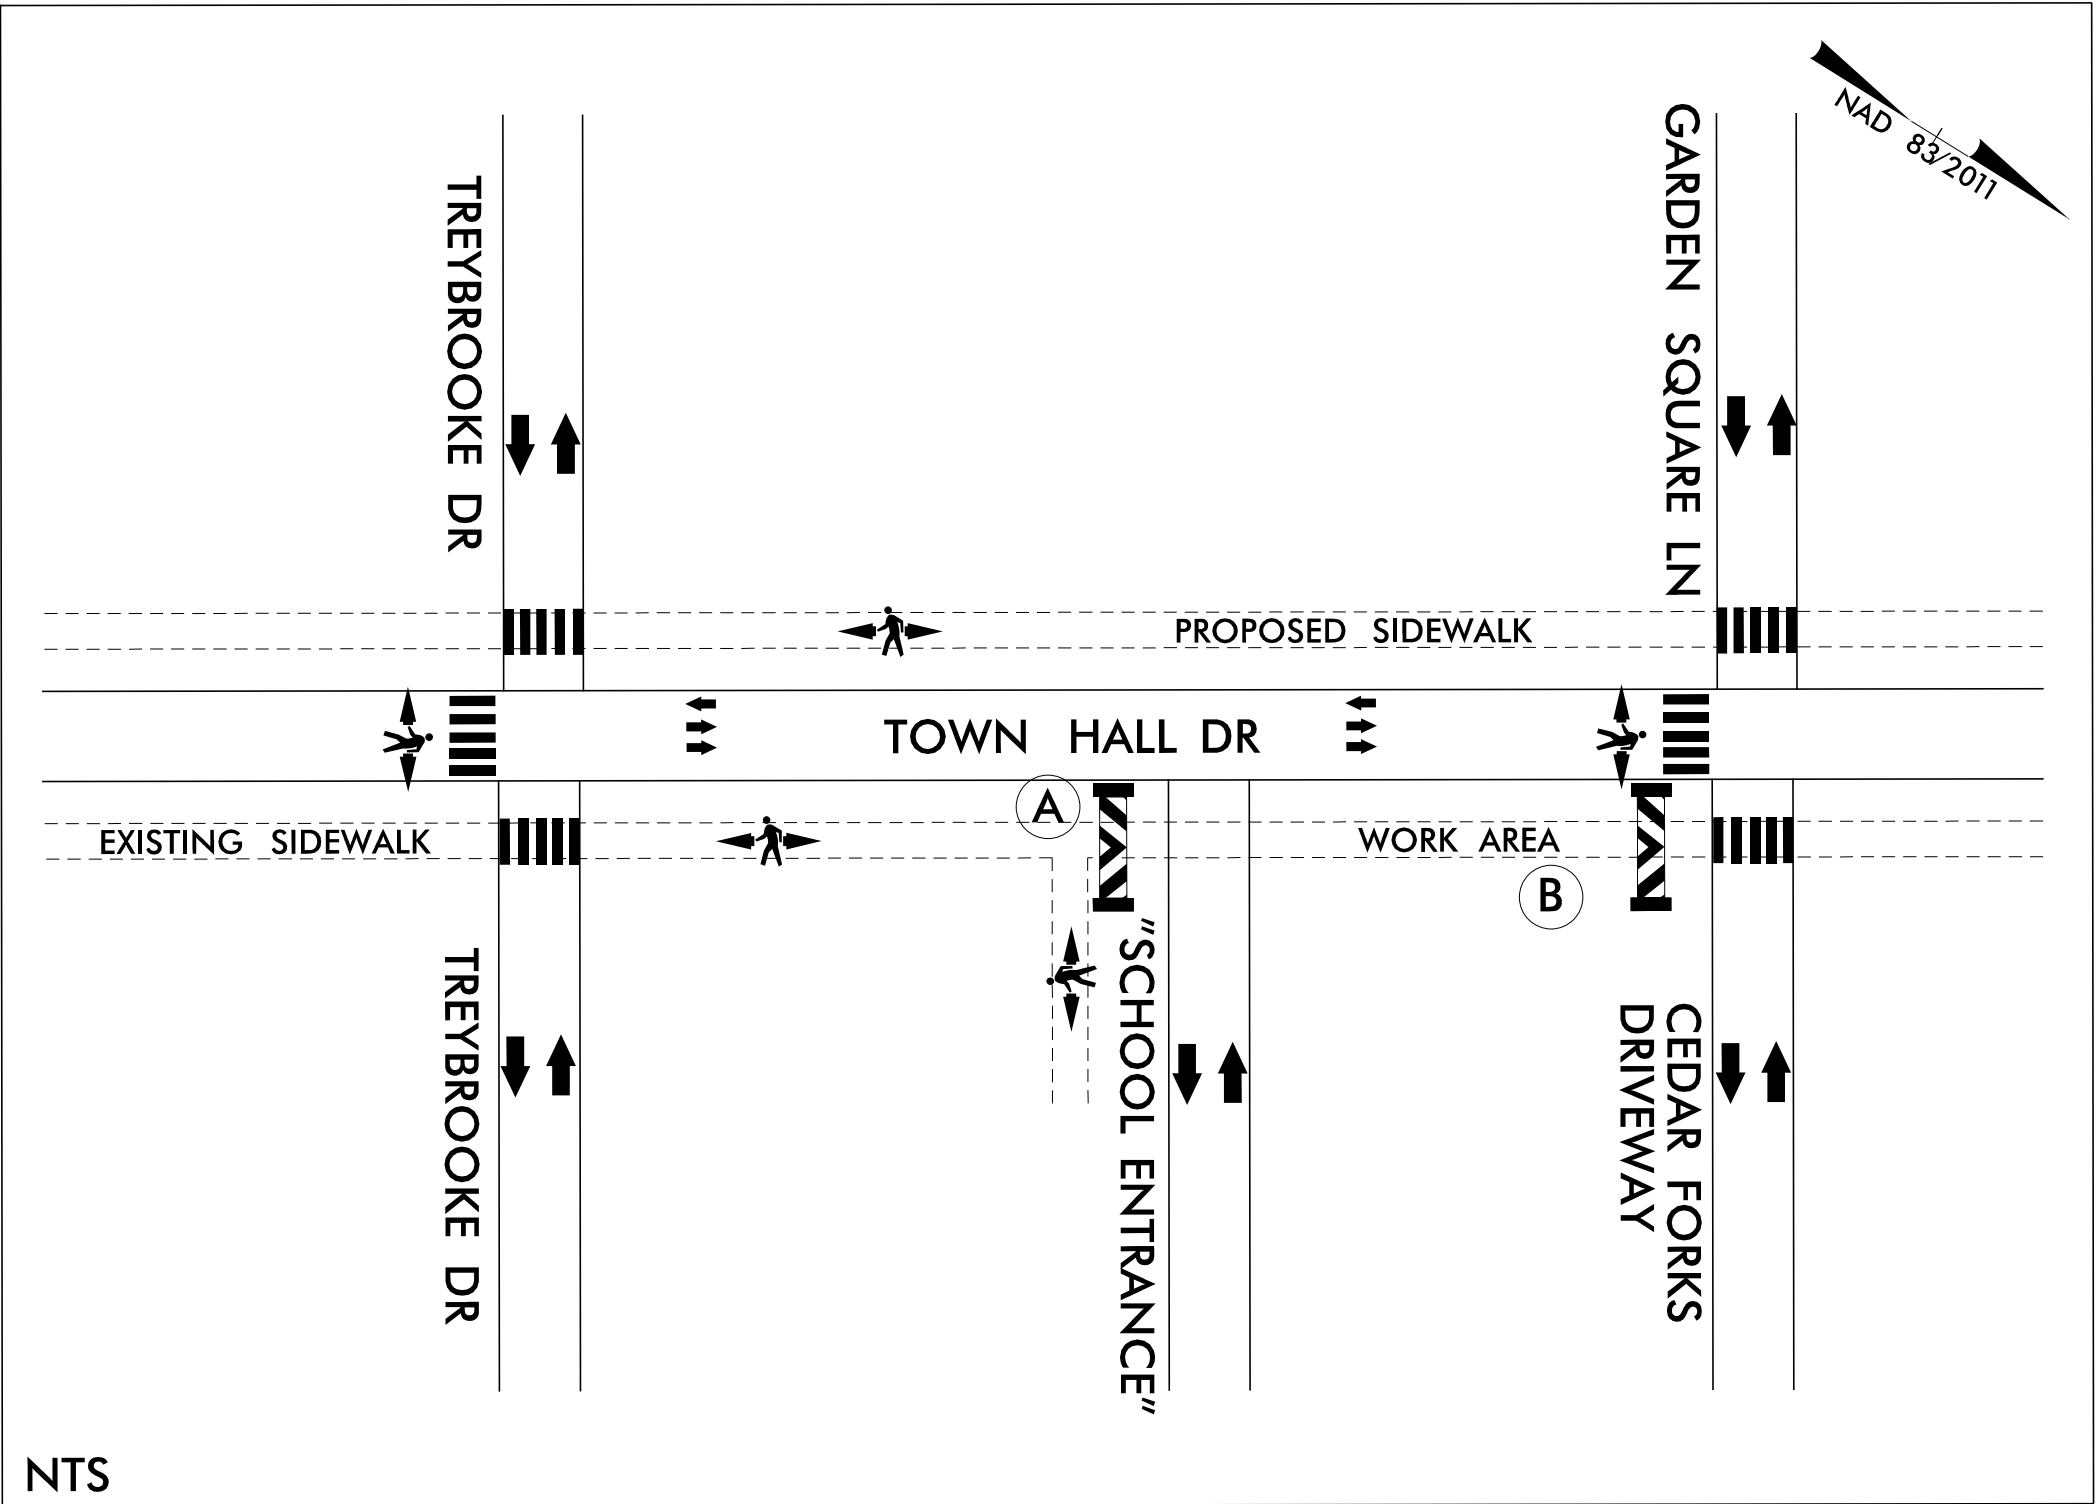 NAD 83/2011
TREYBROOKE DR
GARDEN SQUARE LN
PROPOSED SIDEWALK
TOWN HALL DR
A
EXISTING SIDEWALK
WORK AREA
B
TREYBROOKE DR
"SCHOOL ENTRANCE"
CEDAR FORKS
DRIVEWAY
NTS